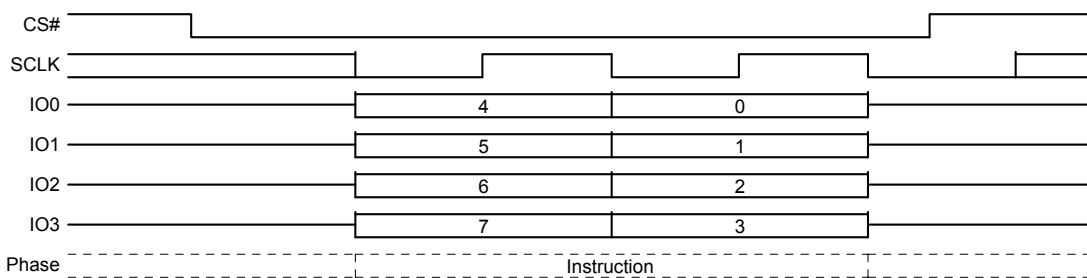 CS#
SCLK
IO0 4 0
IO1 5 1
IO2 6 2
IO3 7 3
Phase Instruction